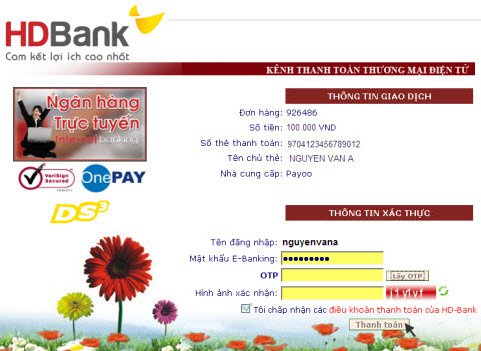 HDBank
Cam kết lợi ích cao nhất
KÊNH THANH TOÁN THƯƠNG MẠI ĐIỆN TỬ
Ngân hàng
Trực tuyến
Internet banking
VeriSign
Secured
OnePAY
DS3
THÔNG TIN GIAO DỊCH
Đơn hàng: 926486
Số tiền: 100.000 VND
Số thẻ thanh toán: 9704123456789012
Tên chủ thẻ: NGUYEN VAN A
Nhà cung cấp: Payoo
THÔNG TIN XÁC THỰC
Tên đăng nhập: nguyenvana
Mật khẩu E-Banking:
OTP Lấy OTP
Hình ảnh xác nhận:
Tôi chấp nhận các điều khoản thanh toán của HD-Bank
Thanh toán